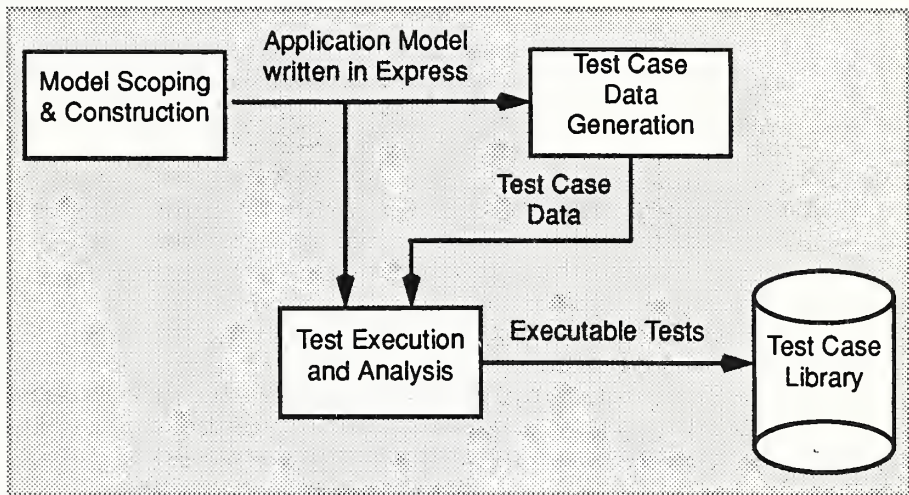 Model Scoping
& Construction
Application Model
written in Express
Test Case
Data
Generation
Test Case
Data
Test Execution
and Analysis
Executable Tests
Test Case
Library